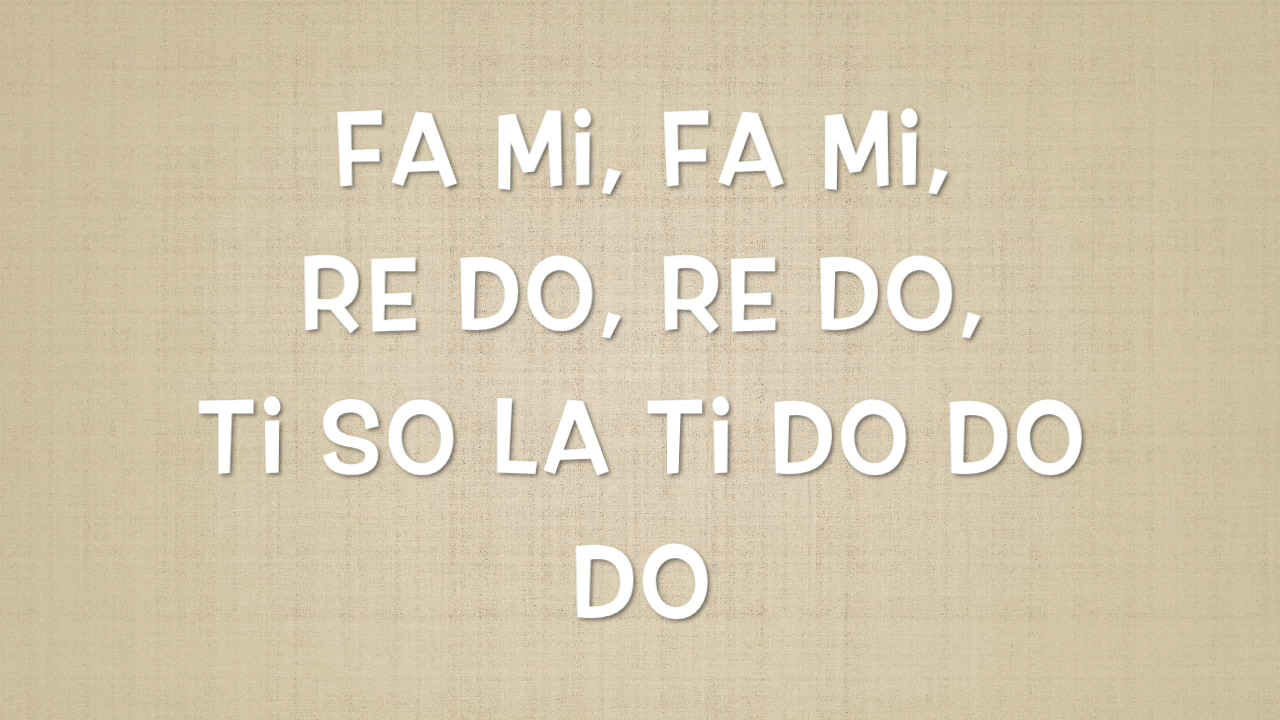 FA Mi, FA Mi,
RE DO, RE DO,
Ti SO LA Ti DO DO
DO